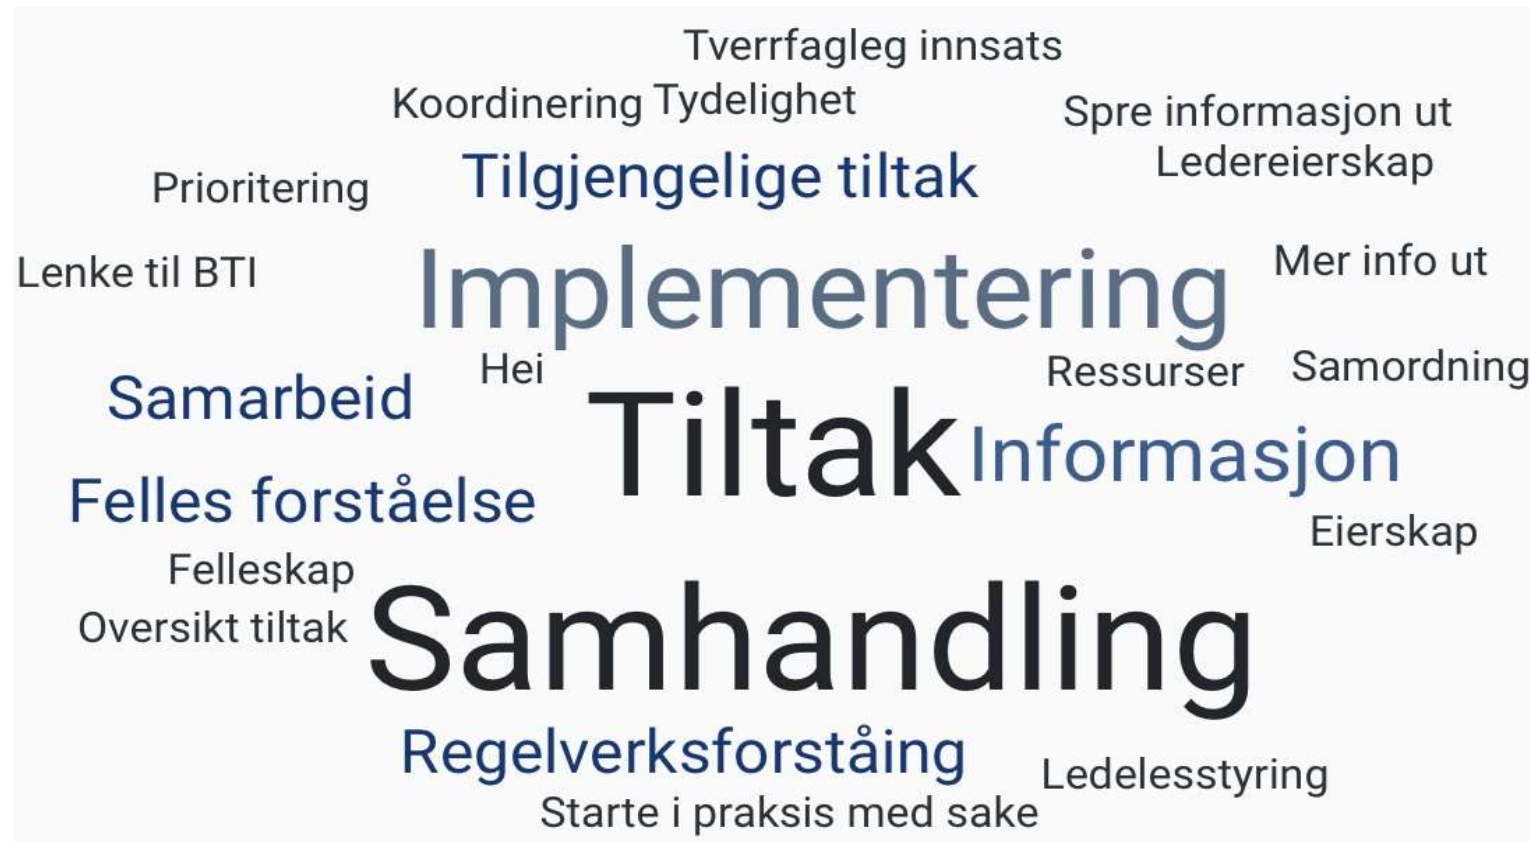 Tverrfagleg innsats
Koordinering
Tydelighet
Spre informasjon ut
Ledereierskap
Prioritering
Tilgjengelige tiltak
Lenke til BTI
Implementering
Mer info ut
Hei
Ressurser
Samordning
Samarbeid
Tiltak
Informasjon
Felles forståelse
Eierskap
Felleskap
Oversikt tiltak
Samhandling
Regelverksforståing
Ledelesstyring
Starte i praksis med sake